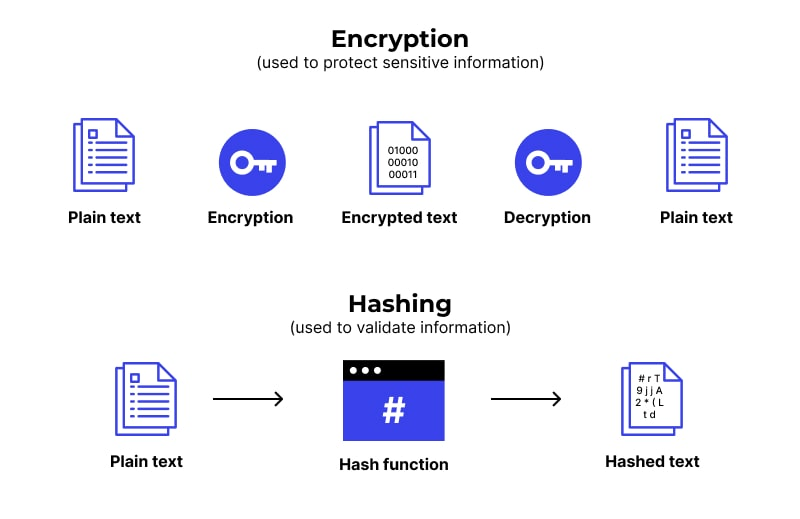 Encryption
(used to protect sensitive information)
01000
00010
00011
Plain text
Encryption
Encrypted text
Decryption
Plain text
Hashing
(used to validate information)
#
# r T
9 j j A
2 * ( L
t d
Plain text
Hash function
Hashed text